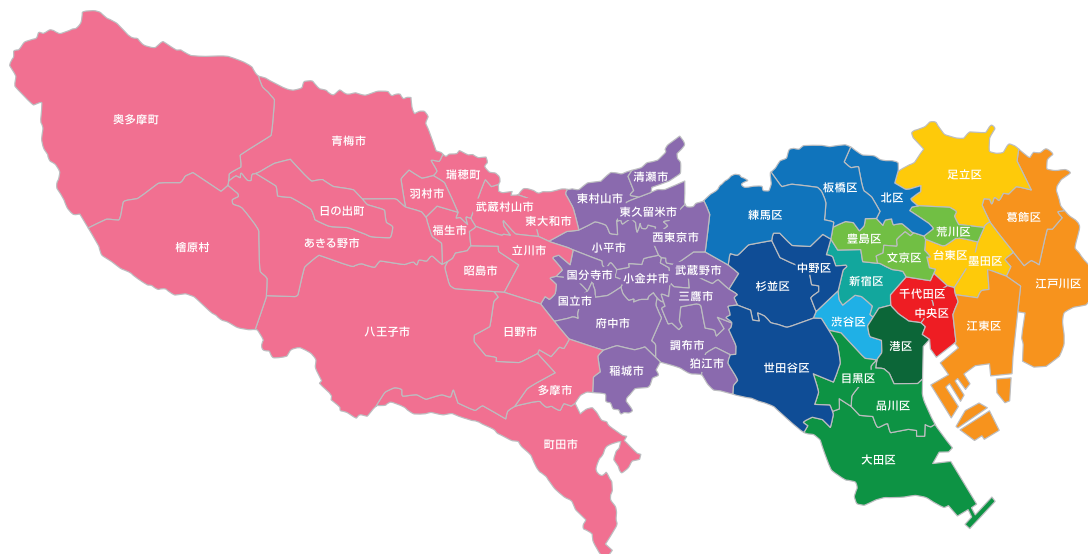 奥多摩町
青梅市
瑞穂町
羽村市
武蔵村山市
日の出町
東大和市
福生市
檜原村
あきる野市
立川市
昭島市
八王子市
日野市
多摩市
町田市
清瀬市
東村山市
東久留米市
西東京市
小平市
国分寺市
小金井市
武蔵野市
国立市
三鷹市
府中市
調布市
狛江市
稲城市
練馬区
板橋区
北区
足立区
葛飾区
豊島区
荒川区
文京区
台東区
墨田区
中野区
杉並区
新宿区
千代田区
中央区
江戸川区
渋谷区
港区
江東区
世田谷区
目黒区
品川区
大田区